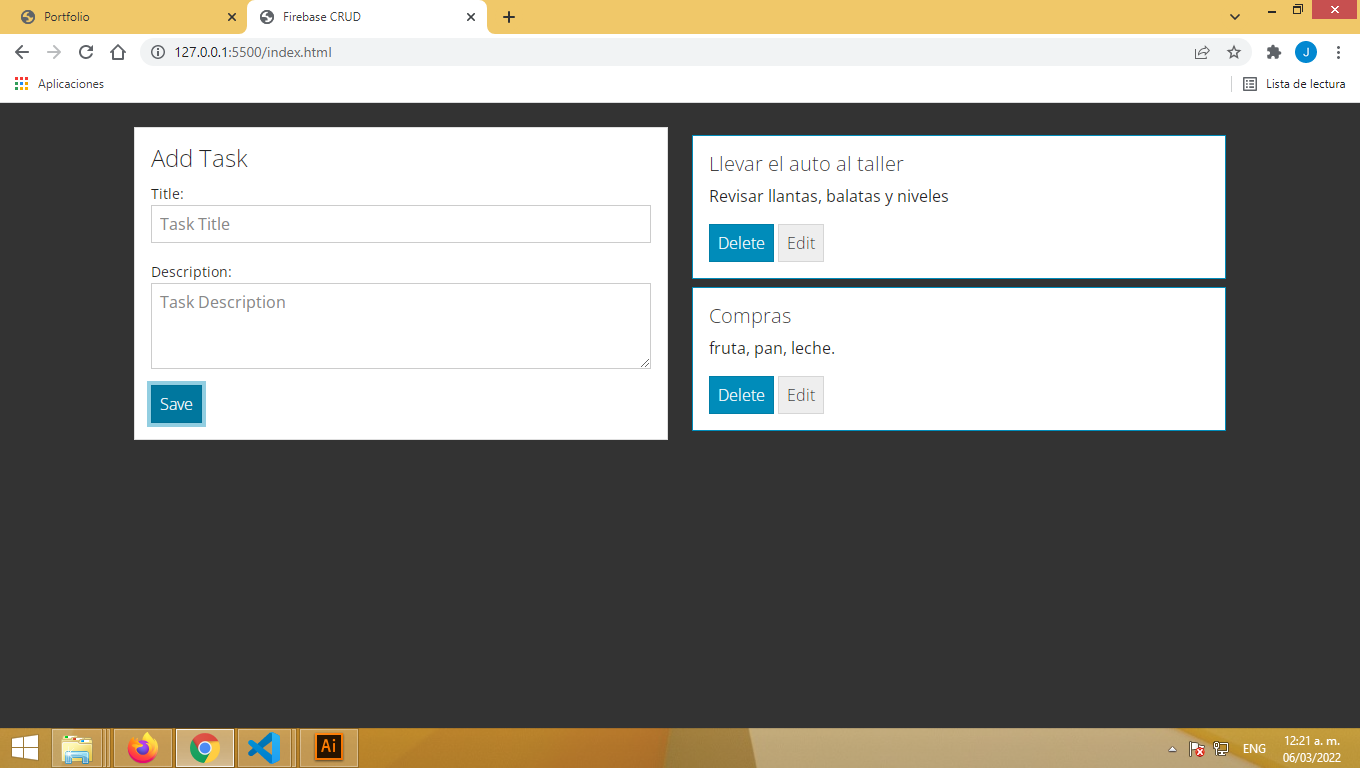 Portfolio
Firebase CRUD
127.0.0.1:5500/index.html
J
Aplicaciones
Lista de lectura
Add Task
Title:
Task Title
Description:
Task Description
Save
Llevar el auto al taller
Revisar llantas, balatas y niveles
Delete Edit
Compras
fruta, pan, leche.
Delete Edit
Ai
ENG
12:21 a. m.
06/03/2022